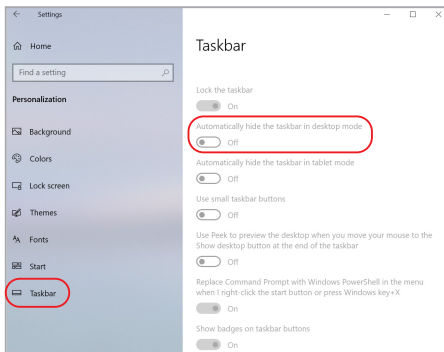 Settings
Home
Find a setting
Personalization
Background
Colors
Lock screen
Themes
Fonts
Start
Taskbar
Taskbar
Lock the taskbar
On
Automatically hide the taskbar in desktop mode
Off
Automatically hide the taskbar in tablet mode
Off
Use small taskbar buttons
Off
Use Peek to preview the desktop when you move your mouse to the
Show desktop button at the end of the taskbar
Off
Replace Command Prompt with Windows PowerShell in the menu
when I right-click the start button or press Windows key+X
On
Show badges on taskbar buttons
On